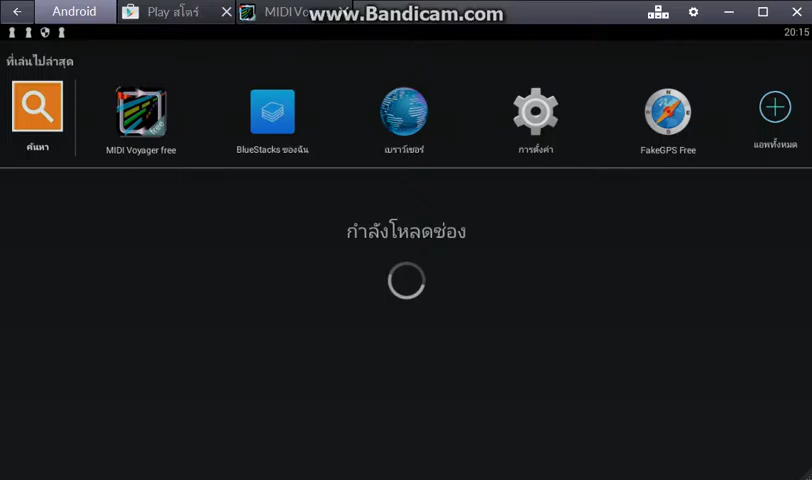 www.Bandicam.com
Android
Play สโตร์
MIDI Vo
20:15
ที่เล่นไปล่าสุด
ค้นหา
MIDI Voyager free
BlueStacks ของฉัน
เบราว์เซอร์
การตั้งค่า
FakeGPS Free
แอพทั้งหมด
กำลังโหลดช่อง